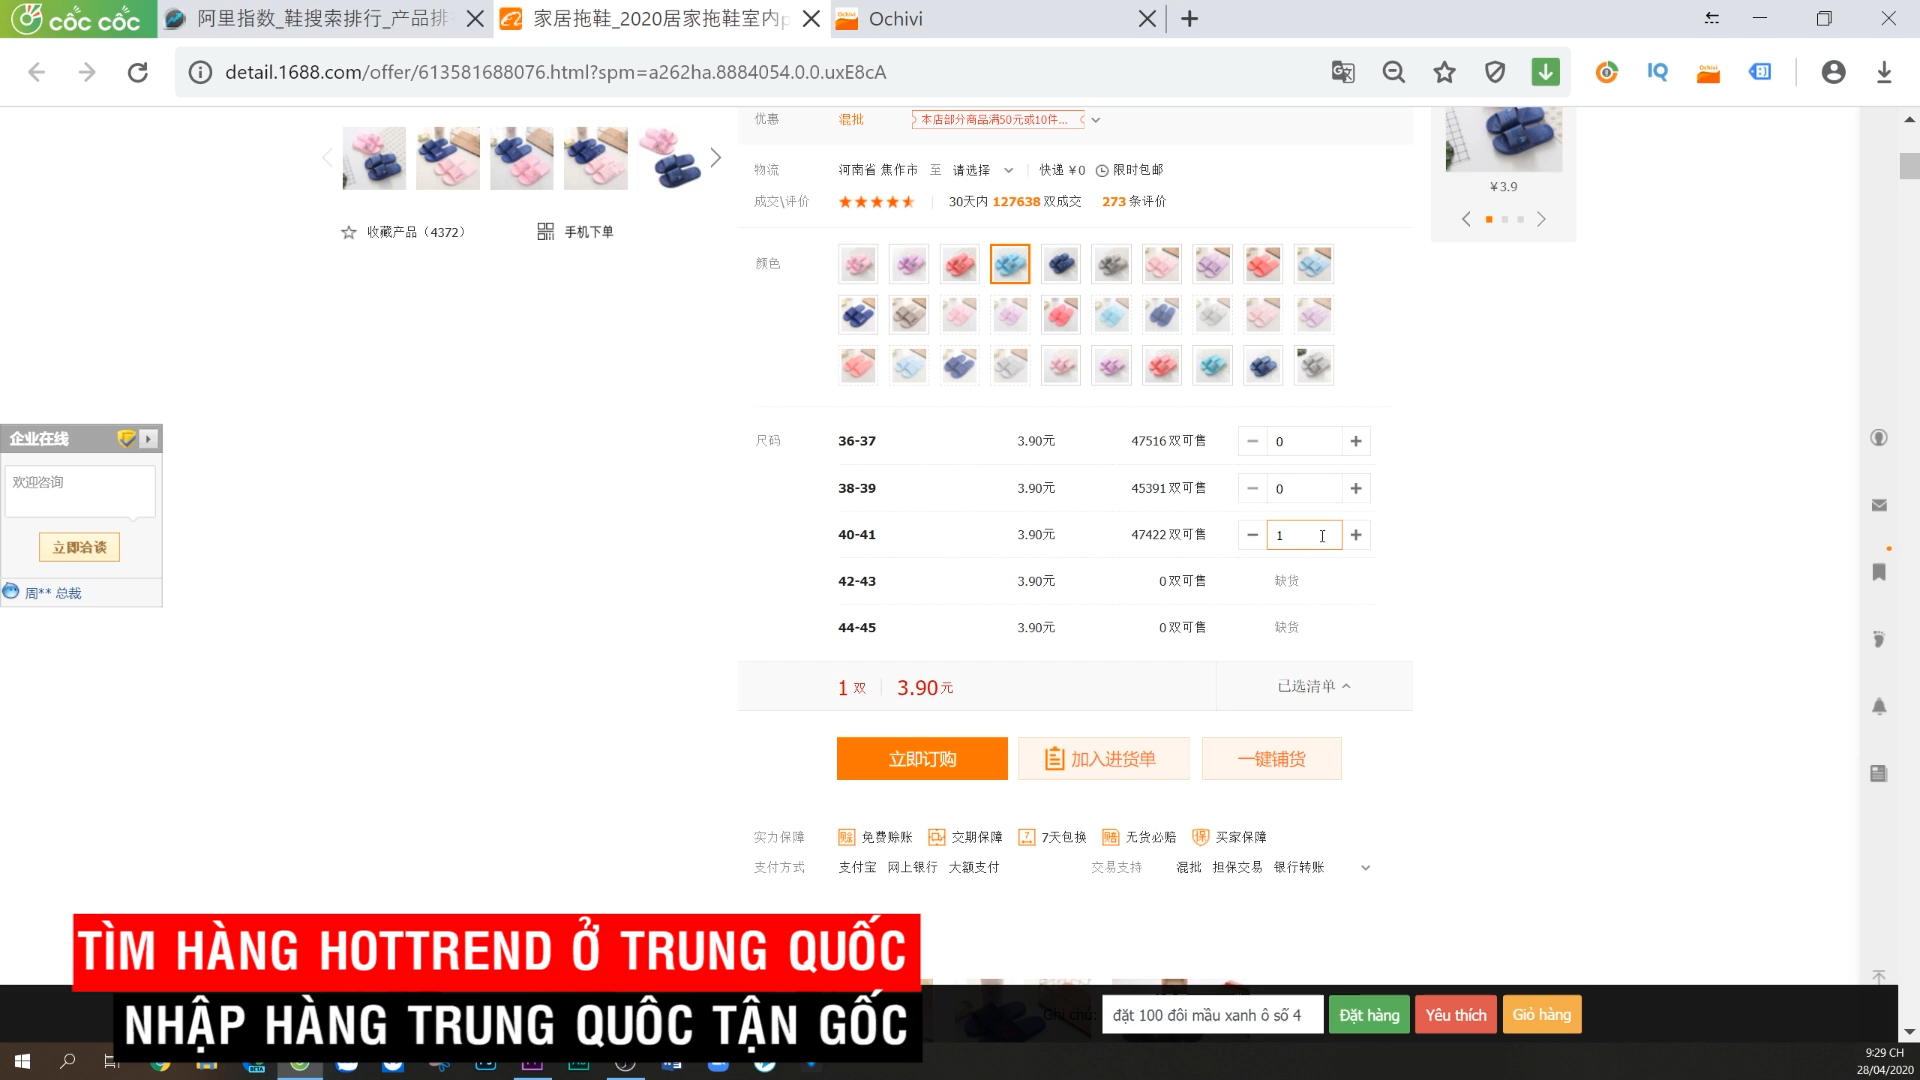 cốc cốc
阿里指数_鞋搜索排行_产品排
家居拖鞋_2020居家拖鞋室内p
Ochivi
detail.1688.com/offer/613581688076.html?spm=a262ha.8884054.0.0.uxE8cA
IQ
优惠 混批 本店部分商品满50元或10件...
物流 河南省 焦作市 至 请选择 快递 ¥0 限时包邮
成交\评价 30天内 127638 双成交 273 条评价
¥3.9
收藏产品（4372） 手机下单
颜色
企业在线
欢迎咨询
立即洽谈
周** 总裁
尺码 36-37 3.90元 47516 双可售 0
38-39 3.90元 45391 双可售 0
40-41 3.90元 47422 双可售 1
42-43 3.90元 0 双可售 缺货
44-45 3.90元 0 双可售 缺货
1 双 3.90元 已选清单
立即订购 加入进货单 一键铺货
实力保障 赊 免费赊账 交期保障 7 7天包换 赔 无货必赔 保 买家保障
支付方式 支付宝 网上银行 大额支付 交易支持 混批 担保交易 银行转账
TÌM HÀNG HOTTREND Ở TRUNG QUỐC
NHẬP HÀNG TRUNG QUÔC TẬN GỐC
Ghi chú: đặt 100 đôi mầu xanh ô số 4 Đặt hàng Yêu thích Giỏ hàng
BETA
9:29 CH
28/04/2020